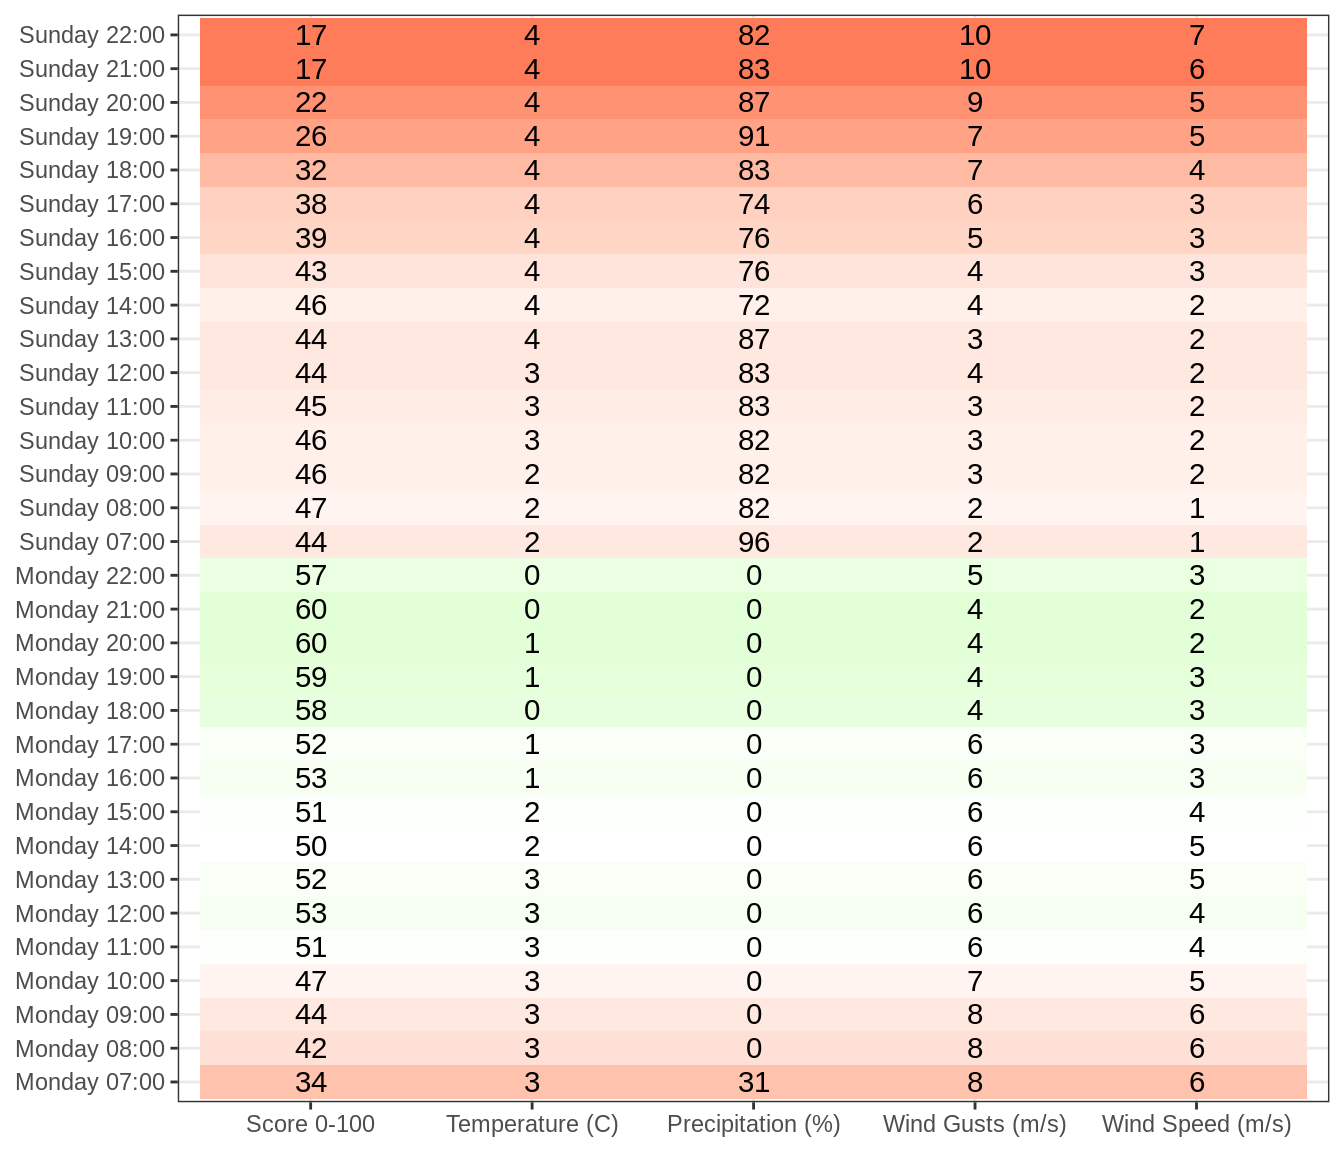 Sunday 22:00 17 4 82 10 7
Sunday 21:00 17 4 83 10 6
Sunday 20:00 22 4 87 9 5
Sunday 19:00 26 4 91 7 5
Sunday 18:00 32 4 83 7 4
Sunday 17:00 38 4 74 6 3
Sunday 16:00 39 4 76 5 3
Sunday 15:00 43 4 76 4 3
Sunday 14:00 46 4 72 4 2
Sunday 13:00 44 4 87 3 2
Sunday 12:00 44 3 83 4 2
Sunday 11:00 45 3 83 3 2
Sunday 10:00 46 3 82 3 2
Sunday 09:00 46 2 82 3 2
Sunday 08:00 47 2 82 2 1
Sunday 07:00 44 2 96 2 1
Monday 22:00 57 0 0 5 3
Monday 21:00 60 0 0 4 2
Monday 20:00 60 1 0 4 2
Monday 19:00 59 1 0 4 3
Monday 18:00 58 0 0 4 3
Monday 17:00 52 1 0 6 3
Monday 16:00 53 1 0 6 3
Monday 15:00 51 2 0 6 4
Monday 14:00 50 2 0 6 5
Monday 13:00 52 3 0 6 5
Monday 12:00 53 3 0 6 4
Monday 11:00 51 3 0 6 4
Monday 10:00 47 3 0 7 5
Monday 09:00 44 3 0 8 6
Monday 08:00 42 3 0 8 6
Monday 07:00 34 3 31 8 6
Score 0-100 Temperature (C) Precipitation (%) Wind Gusts (m/s) Wind Speed (m/s)